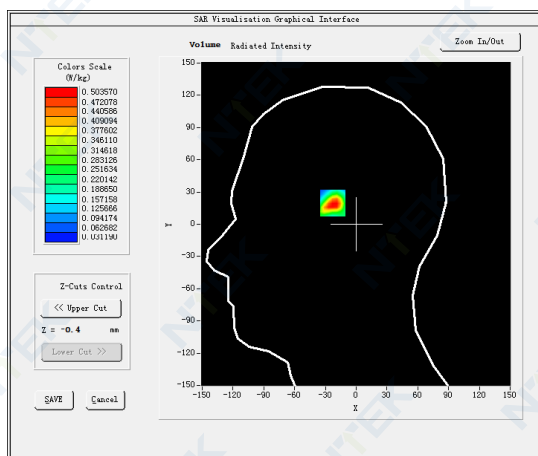 SAR Visualisation Graphical Interface
Volume Radiated Intensity
Zoom In/Out
Colors Scale
(W/kg)
0.503570
0.472078
0.440586
0.409094
0.377602
0.346110
0.314618
0.283126
0.251634
0.220142
0.188650
0.157158
0.125666
0.094174
0.062682
0.031190
Z-Cuts Control
<< Upper Cut
Z = -0.4 mm
Lower Cut >>
SAVE
Cancel
150
120
90
60
30
0
-30
-60
-90
-120
-150
Y
-150 -120 -90 -60 -30 0 30 60 90 120 150
X
NTEK